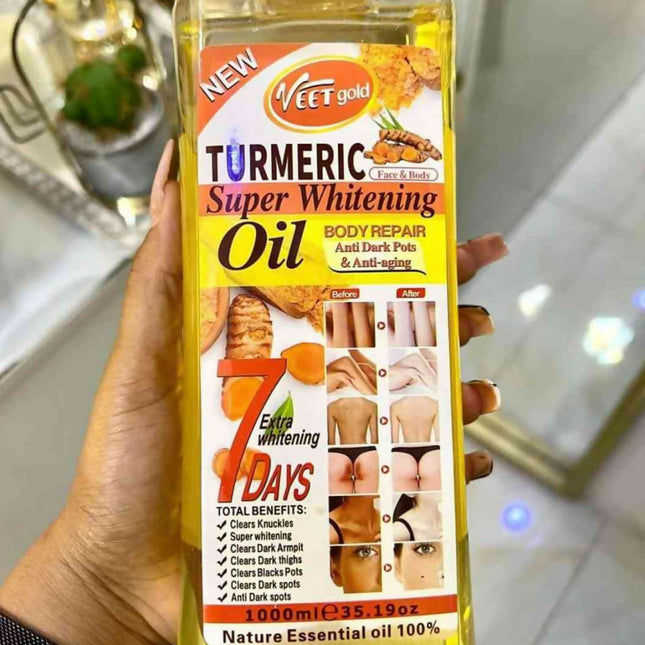 NEW
VEET gold
TURMERIC
Face & Body
Super Whitening
Oil
BODY REPAIR
Anti Dark Pots
& Anti-aging
Before
After
7
Extra
whitening
DAYS
TOTAL BENEFITS:
Clears Knuckles
Super whitening
Clears Dark Armpit
Clears Dark thighs
Clears Blacks Pots
Clears Dark spots
Anti Dark spots
1000ml℮35.19oz
Nature Essential oil 100%